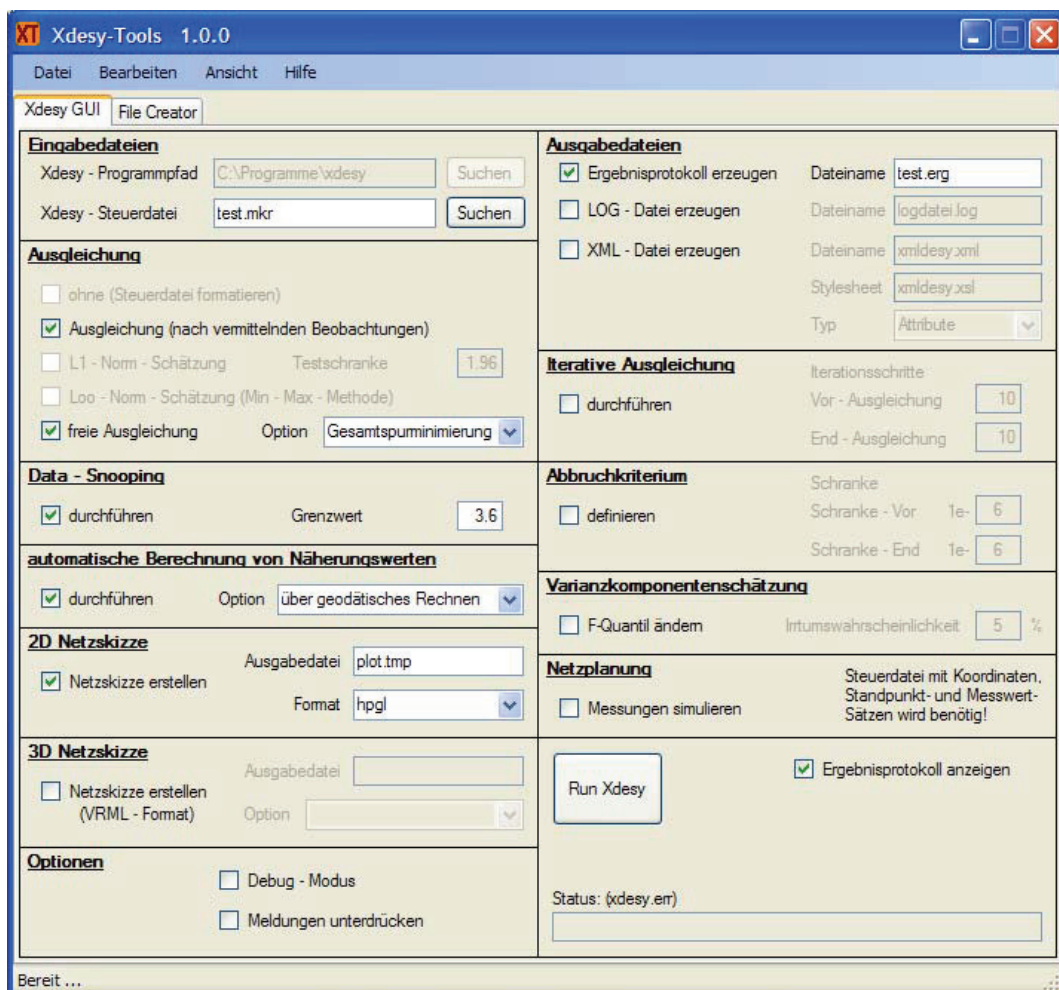 XT Xdesy-Tools 1.0.0
Datei Bearbeiten Ansicht Hilfe
Xdesy GUI File Creator
Eingabedateien
Xdesy - Programmpfad C:\Programme\xdesy Suchen
Xdesy - Steuerdatei test.mkr Suchen
Ausgleichung
ohne (Steuerdatei formatieren)
Ausgleichung (nach vermittelnden Beobachtungen)
L1 - Norm - Schätzung Testschranke 1.96
Loo - Norm - Schätzung (Min - Max - Methode)
freie Ausgleichung Option Gesamtspurminimierung
Data - Snooping
durchführen Grenzwert 3.6
automatische Berechnung von Näherungswerten
durchführen Option über geodätisches Rechnen
2D Netzskizze
Ausgabedatei plot.tmp
Netzskizze erstellen
Format hpgl
3D Netzskizze
Ausgabedatei
Netzskizze erstellen
(VRML - Format) Option
Optionen
Debug - Modus
Meldungen unterdrücken
Ausgabedateien
Ergebnisprotokoll erzeugen Dateiname test.erg
LOG - Datei erzeugen Dateiname logdatei.log
XML - Datei erzeugen Dateiname xmldesy.xml
Stylesheet xmldesy.xsl
Typ Attribute
Iterative Ausgleichung
Iterationsschritte
durchführen Vor - Ausgleichung 10
End - Ausgleichung 10
Abbruchkriterium
Schranke
definieren Schranke - Vor 1e- 6
Schranke - End 1e- 6
Varianzkomponentenschätzung
F-Quantil ändern Irrtumswahrscheinlichkeit 5 %
Netzplanung
Messungen simulieren
Steuerdatei mit Koordinaten,
Standpunkt- und Messwert-
Sätzen wird benötig!
Run Xdesy
Ergebnisprotokoll anzeigen
Status: (xdesy.err)
Bereit ...